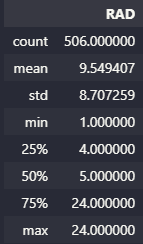 RAD
count 506.000000
mean 9.549407
std 8.707259
min 1.000000
25% 4.000000
50% 5.000000
75% 24.000000
max 24.000000